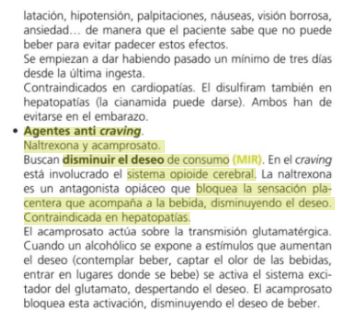 latación, hipotensión, palpitaciones, náuseas, visión borrosa,
ansiedad… de manera que el paciente sabe que no puede
beber para evitar padecer estos efectos.
Se empiezan a dar habiendo pasado un mínimo de tres días
desde la última ingesta.
Contraindicados en cardiopatías. El disulfiram también en
hepatopatías (la cianamida puede darse). Ambos han de
evitarse en el embarazo.
• Agentes anti craving.
Naltrexona y acamprosato.
Buscan disminuir el deseo de consumo (MIR). En el craving
está involucrado el sistema opioide cerebral. La naltrexona
es un antagonista opiáceo que bloquea la sensación pla-
centera que acompaña a la bebida, disminuyendo el deseo.
Contraindicada en hepatopatías.
El acamprosato actúa sobre la transmisión glutamatérgica.
Cuando un alcohólico se expone a estímulos que aumentan
el deseo (contemplar beber, captar el olor de las bebidas,
entrar en lugares donde se bebe) se activa el sistema exci-
tador del glutamato, despertando el deseo. El acamprosato
bloquea esta activación, disminuyendo el deseo de beber.